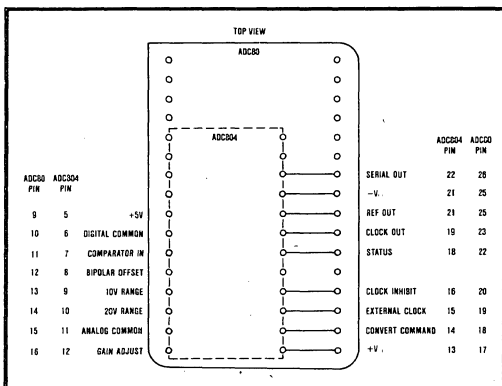 TOP VIEW
ADC80
ADC804
ADC80 PIN ADC804 PIN
9 5 +5V
10 6 DIGITAL COMMON
11 7 COMPARATOR IN
12 8 BIPOLAR OFFSET
13 9 10V RANGE
14 10 20V RANGE
15 11 ANALOG COMMON
16 12 GAIN ADJUST
ADC804 PIN ADC80 PIN
SERIAL OUT 22 26
−V 21 25
REF OUT 21 25
CLOCK OUT 19 23
STATUS 18 22
CLOCK INHIBIT 16 20
EXTERNAL CLOCK 15 19
CONVERT COMMAND 14 18
+V 13 17